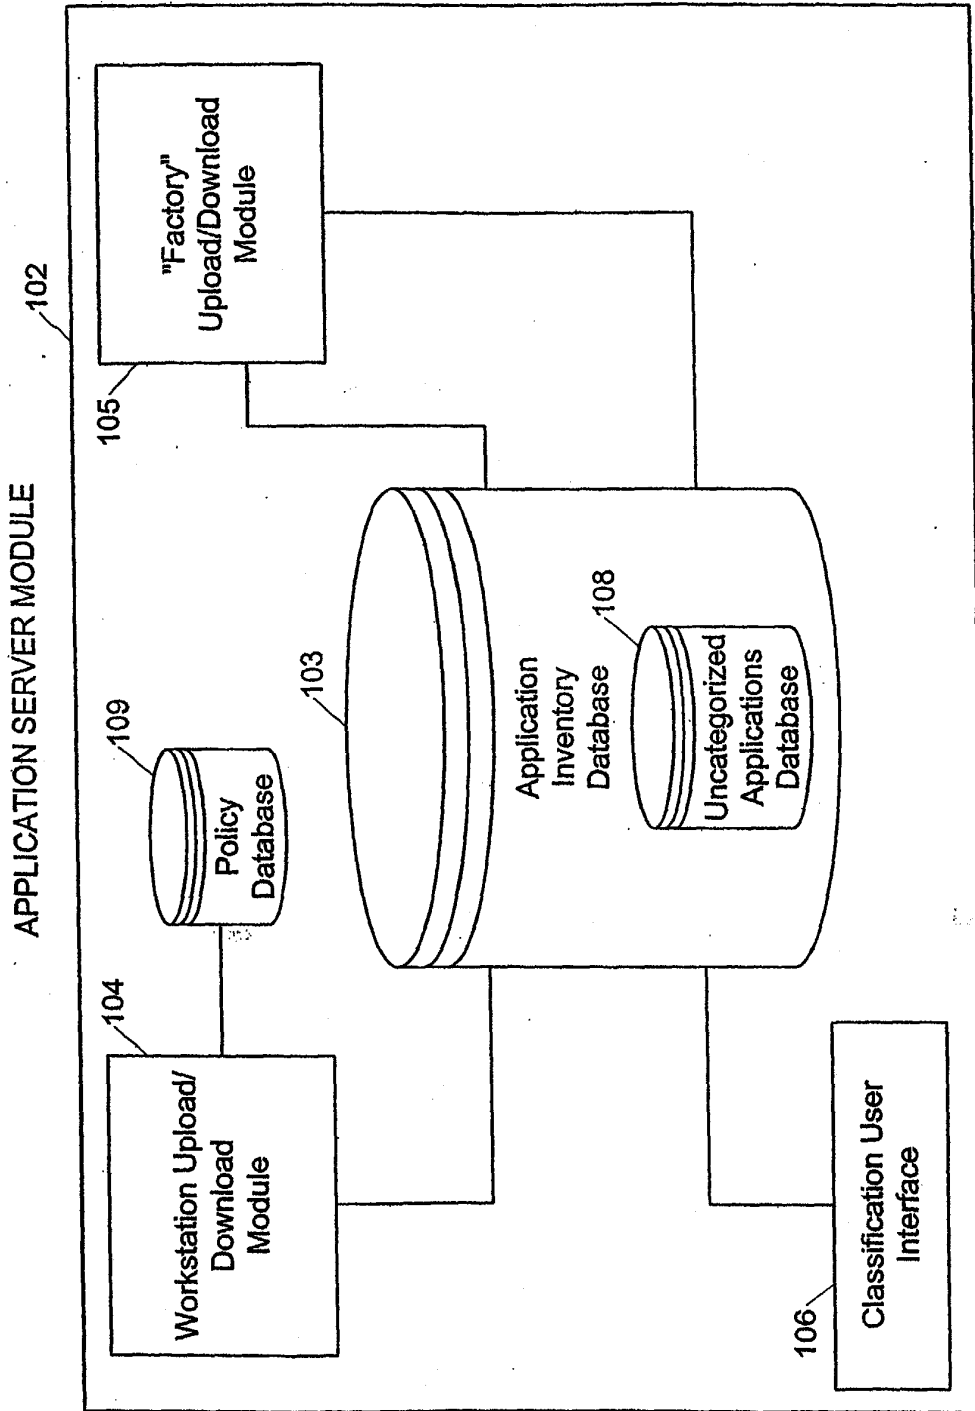 APPLICATION SERVER MODULE
102
104
Workstation Upload/
Download
Module
109
Policy
Database
105
"Factory"
Upload/Download
Module
103
Application
Inventory
Database
108
Uncategorized
Applications
Database
106
Classification User
Interface